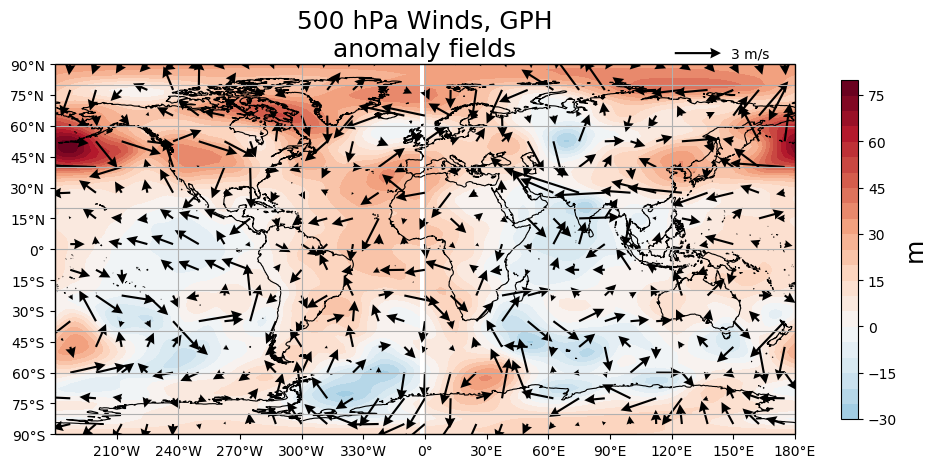 500 hPa Winds, GPH
anomaly fields
3 m/s
90°N
75°N
60°N
45°N
30°N
15°N
0°
15°S
30°S
45°S
60°S
75°S
90°S
210°W 240°W 270°W 300°W 330°W 0° 30°E 60°E 90°E 120°E 150°E 180°E
75
60
45
30
15
0
−15
−30
m